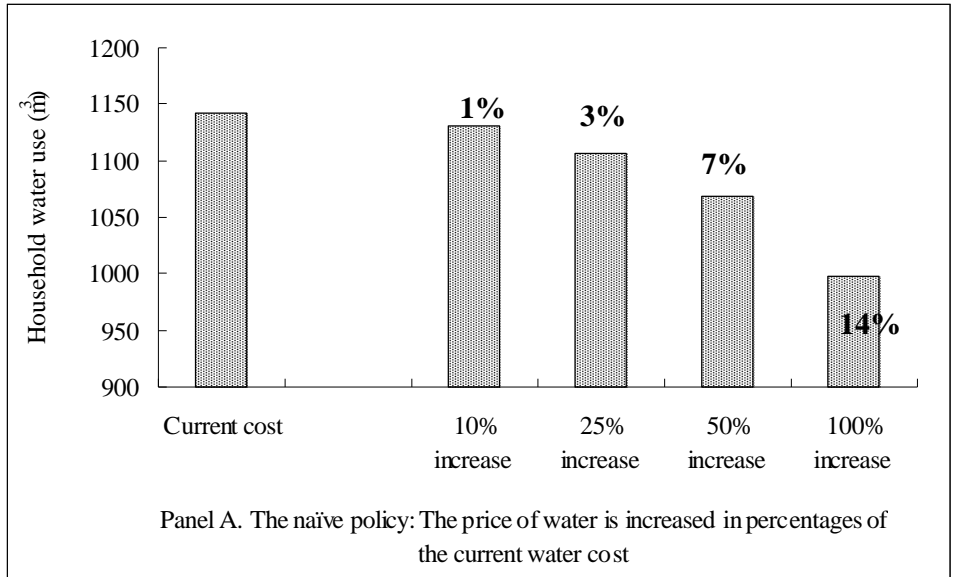 1200
1150
1100
1050
1000
950
900
Household water use (m³)
1%
3%
7%
14%
Current cost
10% increase
25% increase
50% increase
100% increase
Panel A. The naïve policy: The price of water is increased in percentages of
the current water cost